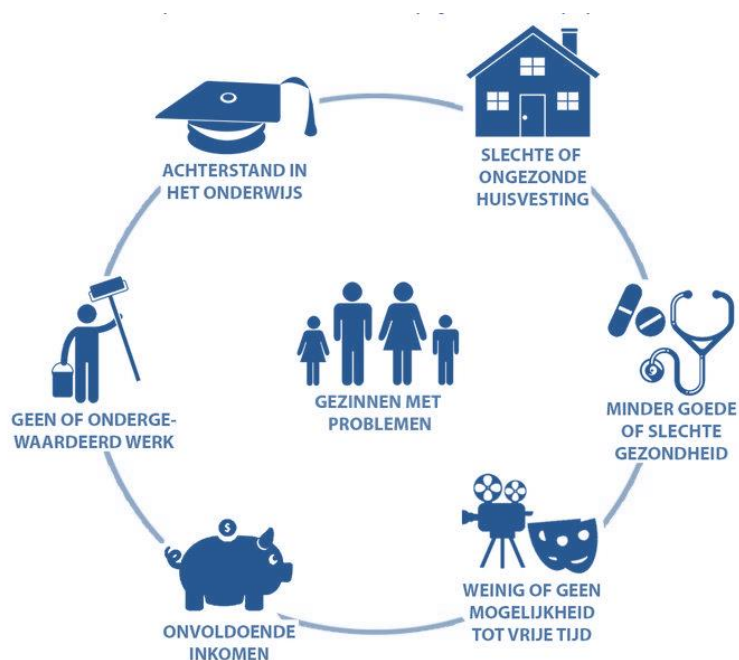 ACHTERSTAND IN
HET ONDERWIJS
SLECHTE OF
ONGEZONDE
HUISVESTING
GEZINNEN MET
PROBLEMEN
GEEN OF ONDERGE-
WAARDEERD WERK
MINDER GOEDE
OF SLECHTE
GEZONDHEID
$
ONVOLDOENDE
INKOMEN
WEINIG OF GEEN
MOGELIJKHEID
TOT VRIJE TIJD